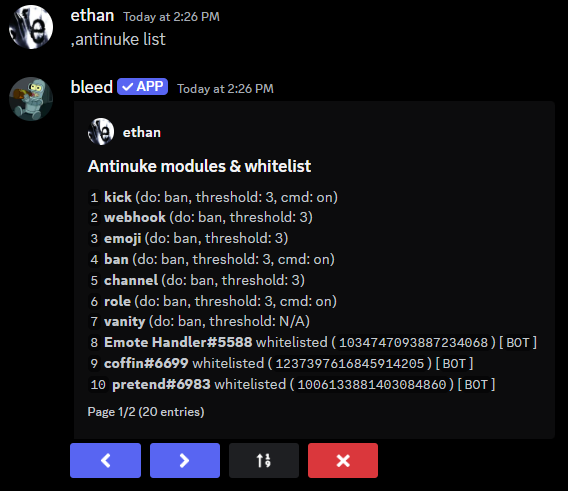 ethan Today at 2:26 PM
,antinuke list
bleed ✓ APP Today at 2:26 PM
ethan
Antinuke modules & whitelist
1 kick (do: ban, threshold: 3, cmd: on)
2 webhook (do: ban, threshold: 3)
3 emoji (do: ban, threshold: 3)
4 ban (do: ban, threshold: 3, cmd: on)
5 channel (do: ban, threshold: 3)
6 role (do: ban, threshold: 3, cmd: on)
7 vanity (do: ban, threshold: N/A)
8 Emote Handler#5588 whitelisted (1034747093887234068)[BOT]
9 coffin#6699 whitelisted (1237397616845914205)[BOT]
10 pretend#6983 whitelisted (1006133881403084860)[BOT]
Page 1/2 (20 entries)